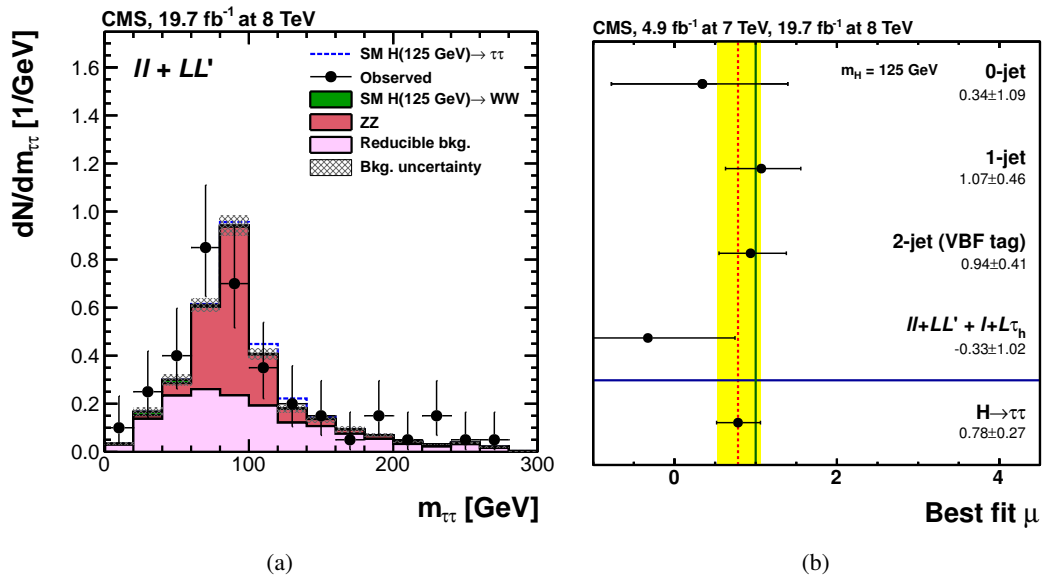 CMS, 19.7 fb⁻¹ at 8 TeV
ll + LL'
SM H(125 GeV)→ ττ
Observed
SM H(125 GeV)→ WW
ZZ
Reducible bkg.
Bkg. uncertainty
dN/dm_ττ [1/GeV]
1.6
1.4
1.2
1.0
0.8
0.6
0.4
0.2
0.0
0 100 200 300
m_ττ [GeV]
(a)
CMS, 4.9 fb⁻¹ at 7 TeV, 19.7 fb⁻¹ at 8 TeV
m_H = 125 GeV
0-jet
0.34±1.09
1-jet
1.07±0.46
2-jet (VBF tag)
0.94±0.41
ll+LL' + l+Lτ_h
-0.33±1.02
H→ττ
0.78±0.27
0 2 4
Best fit μ
(b)